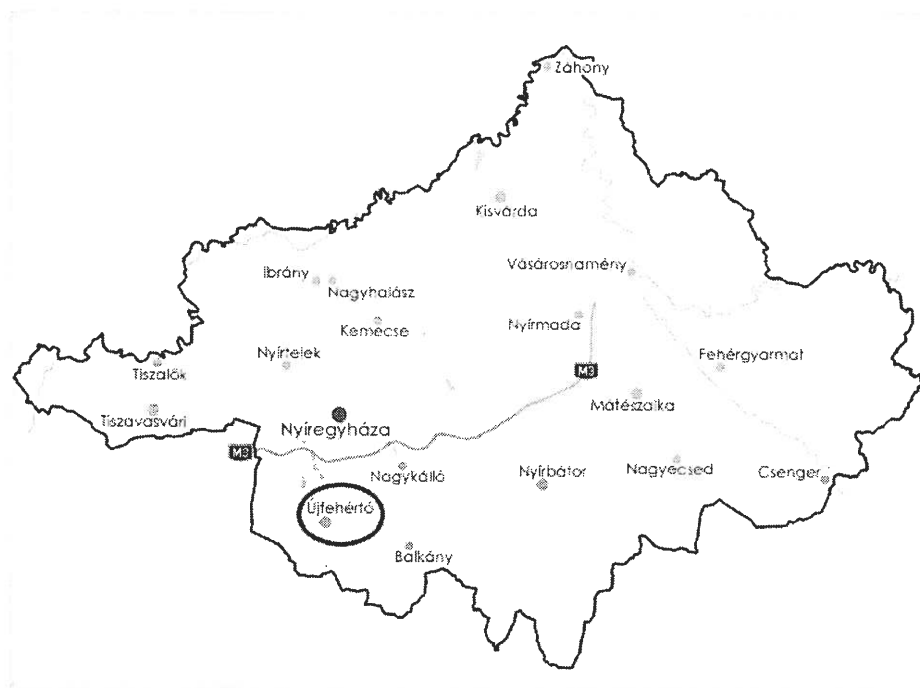 Záhony
Kisvárda
Vásárosnamény
Ibrány
Nagyhalász
Kemecse
Nyírmada
Nyírtelek
Fehérgyarmat
Tiszalök
M3
Mátészalka
Tiszavasvári
Nyíregyháza
M3
Nagykálló
Nyírbátor
Nagyecsed
Csenger
Újfehértó
Balkány